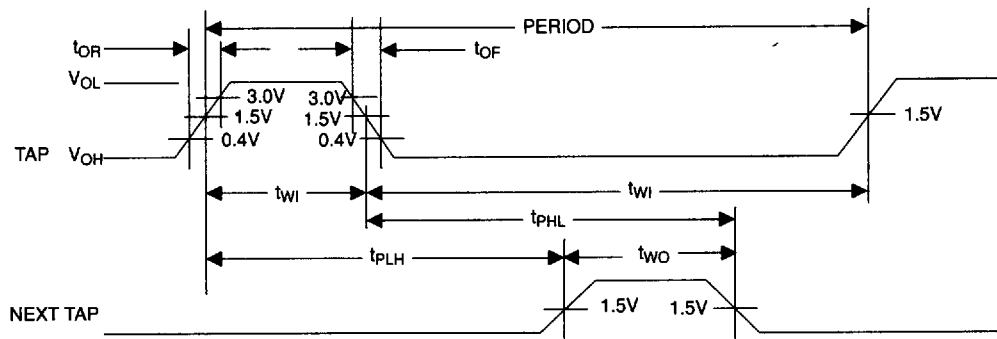 PERIOD
tOR tOF
VOL
3.0V 3.0V
1.5V 1.5V 1.5V
0.4V 0.4V
TAP VOH
tWI tWI
tPHL
tPLH tWO
NEXT TAP 1.5V 1.5V